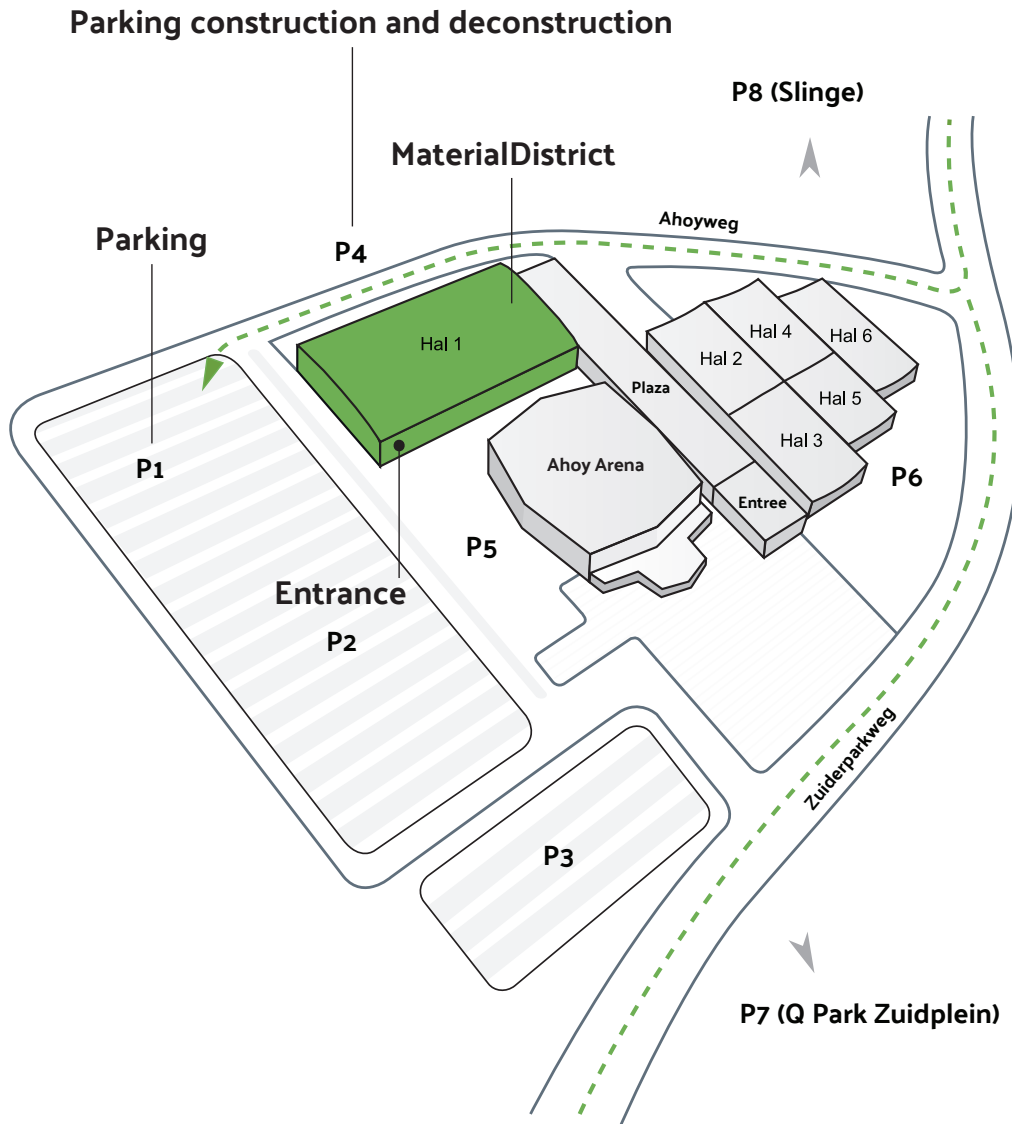 Parking construction and deconstruction
P8 (Slinge)
MaterialDistrict
Ahoyweg
Parking
P4
Hal 1
Hal 4
Hal 6
Hal 2
Plaza
Hal 5
Hal 3
P1
Ahoy Arena
P6
Entree
P5
Entrance
P2
Zuiderparkweg
P3
P7 (Q Park Zuidplein)